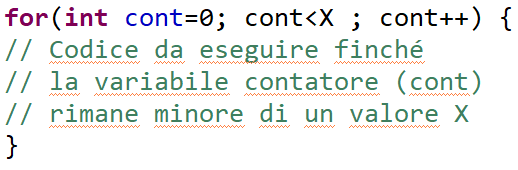 for(int cont=0; cont<X ; cont++) {
// Codice da eseguire finché
// la variabile contatore (cont)
// rimane minore di un valore X
}